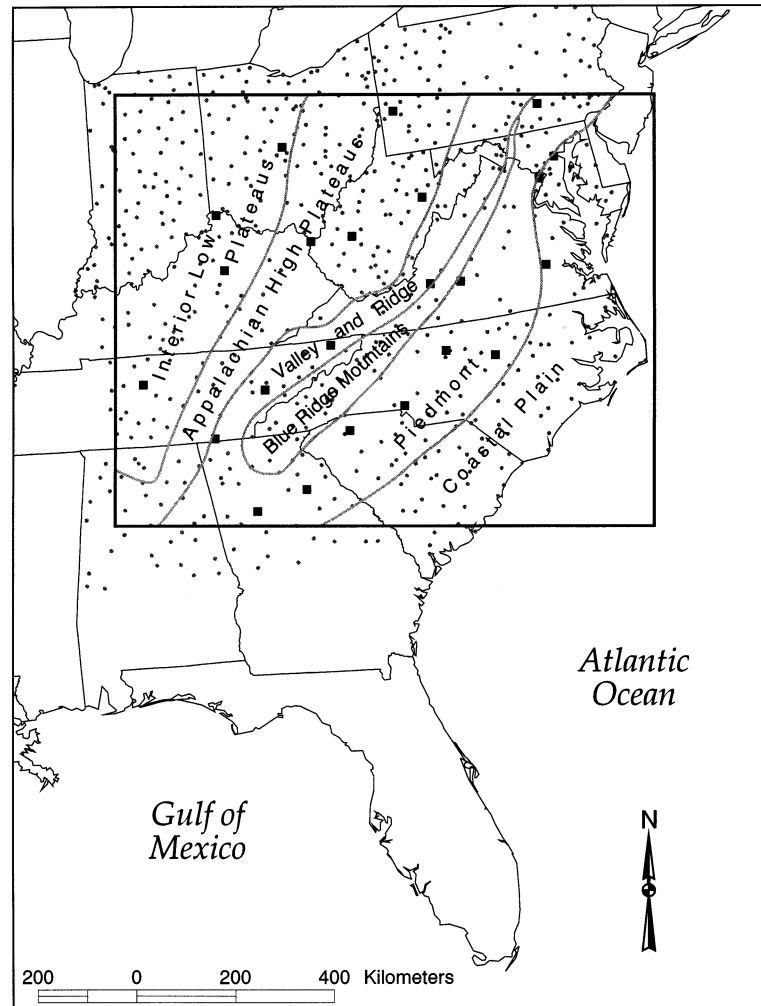 Interior Low
Plateaus
Appalachian High Plateaus
Valley and Ridge
Blue Ridge Mountains
Piedmont
Coastal Plain
Atlantic
Ocean
Gulf of
Mexico
N
200 0 200 400 Kilometers